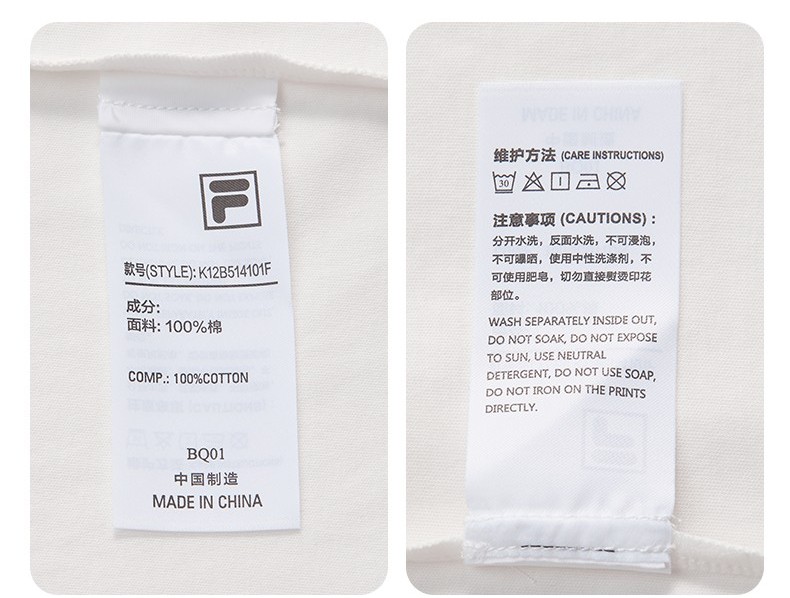 F
款号(STYLE): K12B514101F
成分:
面料: 100%棉
COMP.: 100%COTTON
BQ01
中国制造
MADE IN CHINA
维护方法 (CARE INSTRUCTIONS)
30
注意事项 (CAUTIONS) :
分开水洗，反面水洗，不可浸泡，
不可曝晒，使用中性洗涤剂，不
可使用肥皂，切勿直接熨烫印花
部位。
WASH SEPARATELY INSIDE OUT,
DO NOT SOAK, DO NOT EXPOSE
TO SUN, USE NEUTRAL
DETERGENT, DO NOT USE SOAP,
DO NOT IRON ON THE PRINTS
DIRECTLY.